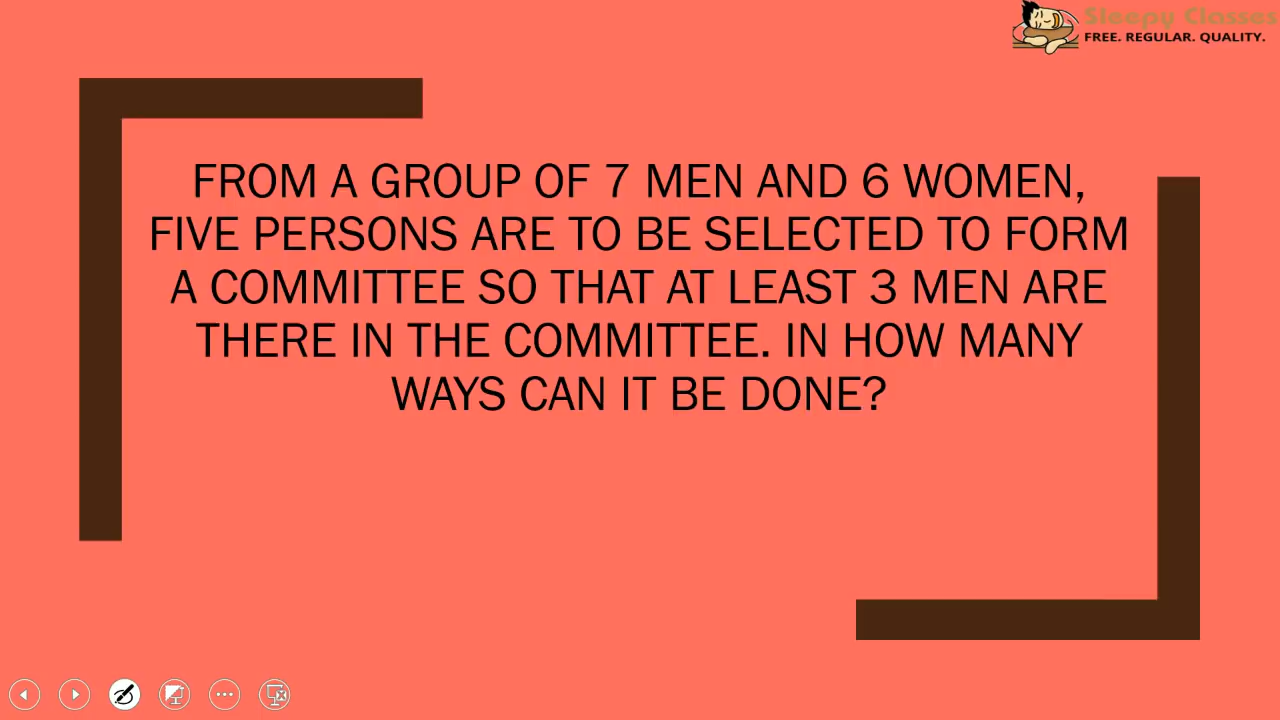 Sleepy Classes
FREE. REGULAR. QUALITY.
FROM A GROUP OF 7 MEN AND 6 WOMEN,
FIVE PERSONS ARE TO BE SELECTED TO FORM
A COMMITTEE SO THAT AT LEAST 3 MEN ARE
THERE IN THE COMMITTEE. IN HOW MANY
WAYS CAN IT BE DONE?